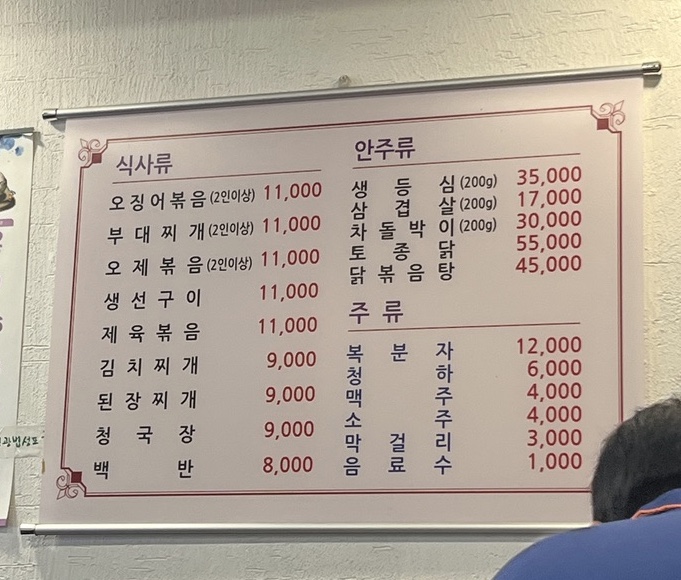 식사류
오징어볶음(2인이상) 11,000
부대찌개(2인이상) 11,000
오제볶음(2인이상) 11,000
생선구이 11,000
제육볶음 11,000
김치찌개 9,000
된장찌개 9,000
청국장 9,000
백반 8,000
안주류
생등심(200g) 35,000
삼겹살(200g) 17,000
차돌박이(200g) 30,000
토종닭 55,000
닭볶음탕 45,000
주류
복분자 12,000
청하 6,000
맥주 4,000
소주 4,000
막걸리 3,000
음료수 1,000